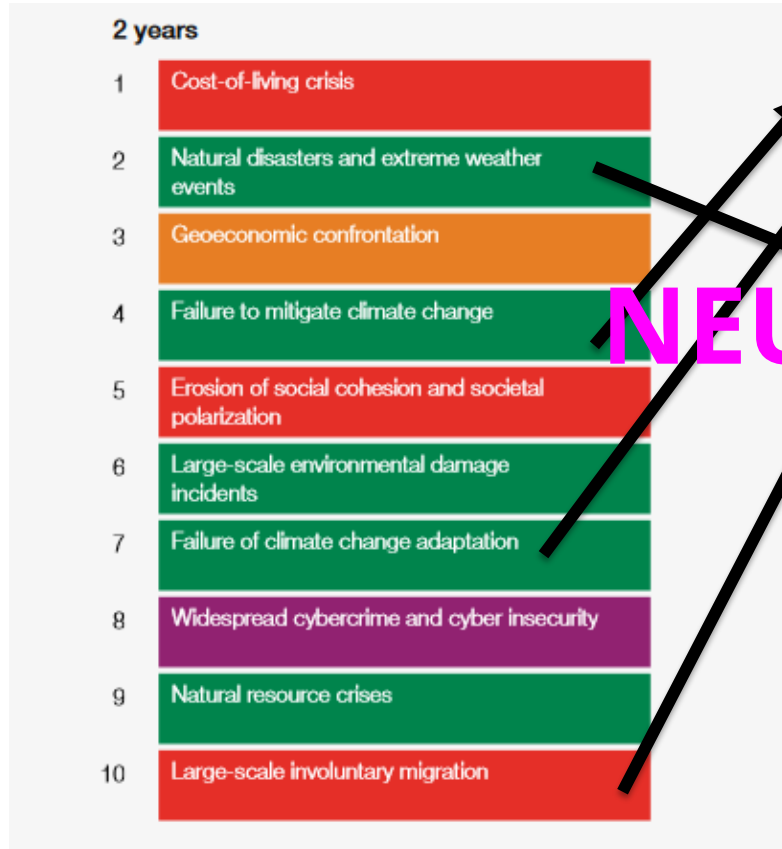 2 years
1 Cost-of-living crisis
2 Natural disasters and extreme weather
events
3 Geoeconomic confrontation
4 Failure to mitigate climate change
NEU
5 Erosion of social cohesion and societal
polarization
6 Large-scale environmental damage
incidents
7 Failure of climate change adaptation
8 Widespread cybercrime and cyber insecurity
9 Natural resource crises
10 Large-scale involuntary migration